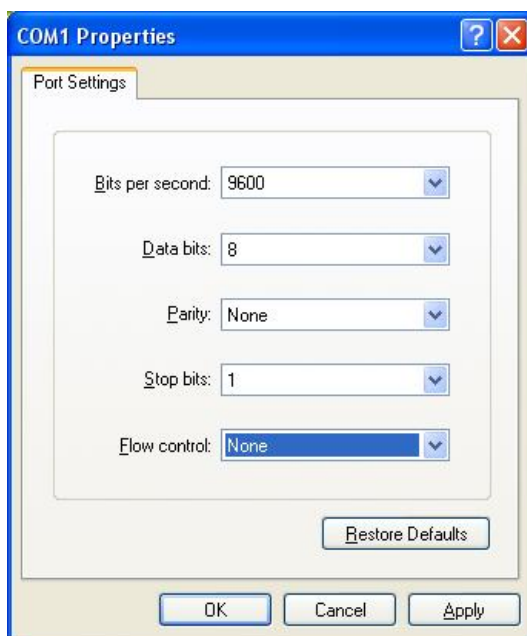 COM1 Properties
Port Settings
Bits per second: 9600
Data bits: 8
Parity: None
Stop bits: 1
Flow control: None
Restore Defaults
OK Cancel Apply